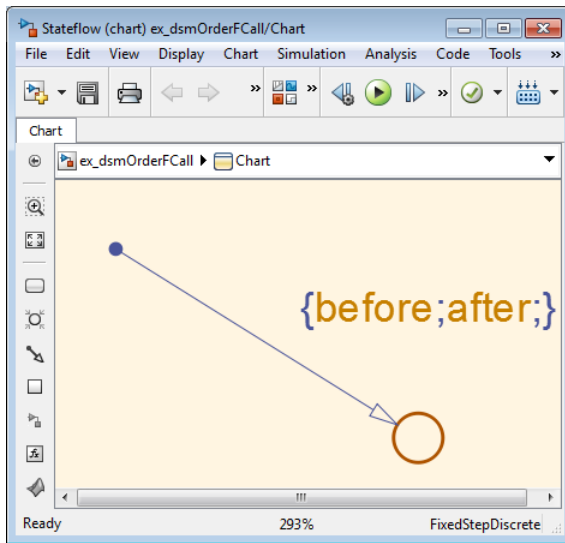 Stateflow (chart) ex_dsmOrderFCall/Chart
File Edit View Display Chart Simulation Analysis Code Tools »
» » »
Chart
ex_dsmOrderFCall Chart
{before;after;}
fx
Ready 293% FixedStepDiscrete